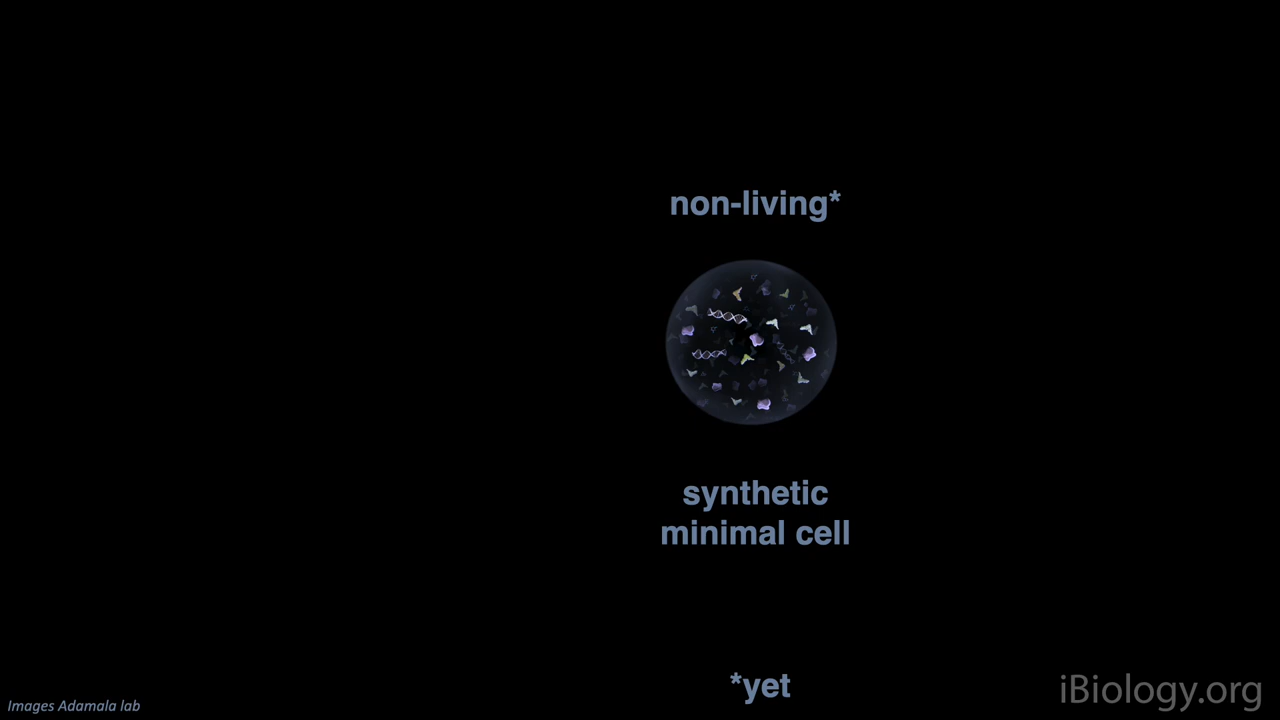 non-living*
synthetic
minimal cell
*yet
Images Adamala lab
iBiology.org